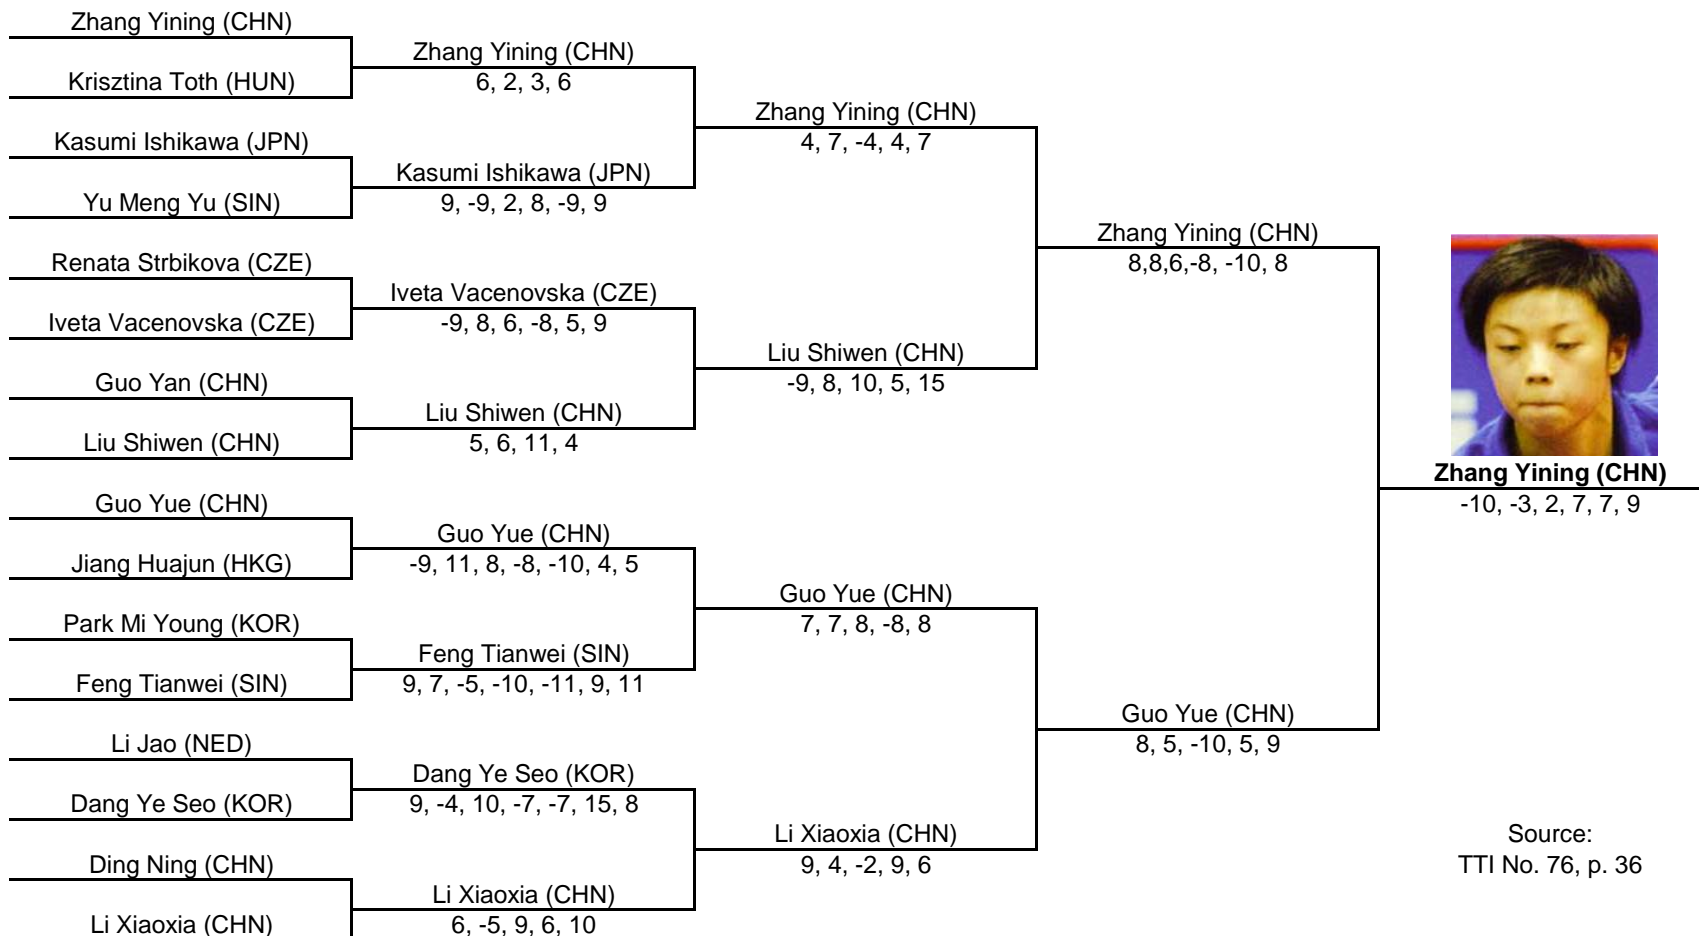 Zhang Yining (CHN)
Krisztina Toth (HUN)
Kasumi Ishikawa (JPN)
Yu Meng Yu (SIN)
Renata Strbikova (CZE)
Iveta Vacenovska (CZE)
Guo Yan (CHN)
Liu Shiwen (CHN)
Guo Yue (CHN)
Jiang Huajun (HKG)
Park Mi Young (KOR)
Feng Tianwei (SIN)
Li Jao (NED)
Dang Ye Seo (KOR)
Ding Ning (CHN)
Li Xiaoxia (CHN)
Zhang Yining (CHN)
6, 2, 3, 6
Kasumi Ishikawa (JPN)
9, -9, 2, 8, -9, 9
Iveta Vacenovska (CZE)
-9, 8, 6, -8, 5, 9
Liu Shiwen (CHN)
5, 6, 11, 4
Guo Yue (CHN)
-9, 11, 8, -8, -10, 4, 5
Feng Tianwei (SIN)
9, 7, -5, -10, -11, 9, 11
Dang Ye Seo (KOR)
9, -4, 10, -7, -7, 15, 8
Li Xiaoxia (CHN)
6, -5, 9, 6, 10
Zhang Yining (CHN)
4, 7, -4, 4, 7
Liu Shiwen (CHN)
-9, 8, 10, 5, 15
Guo Yue (CHN)
7, 7, 8, -8, 8
Li Xiaoxia (CHN)
9, 4, -2, 9, 6
Zhang Yining (CHN)
8,8,6,-8, -10, 8
Guo Yue (CHN)
8, 5, -10, 5, 9
Zhang Yining (CHN)
-10, -3, 2, 7, 7, 9
Source:
TTI No. 76, p. 36